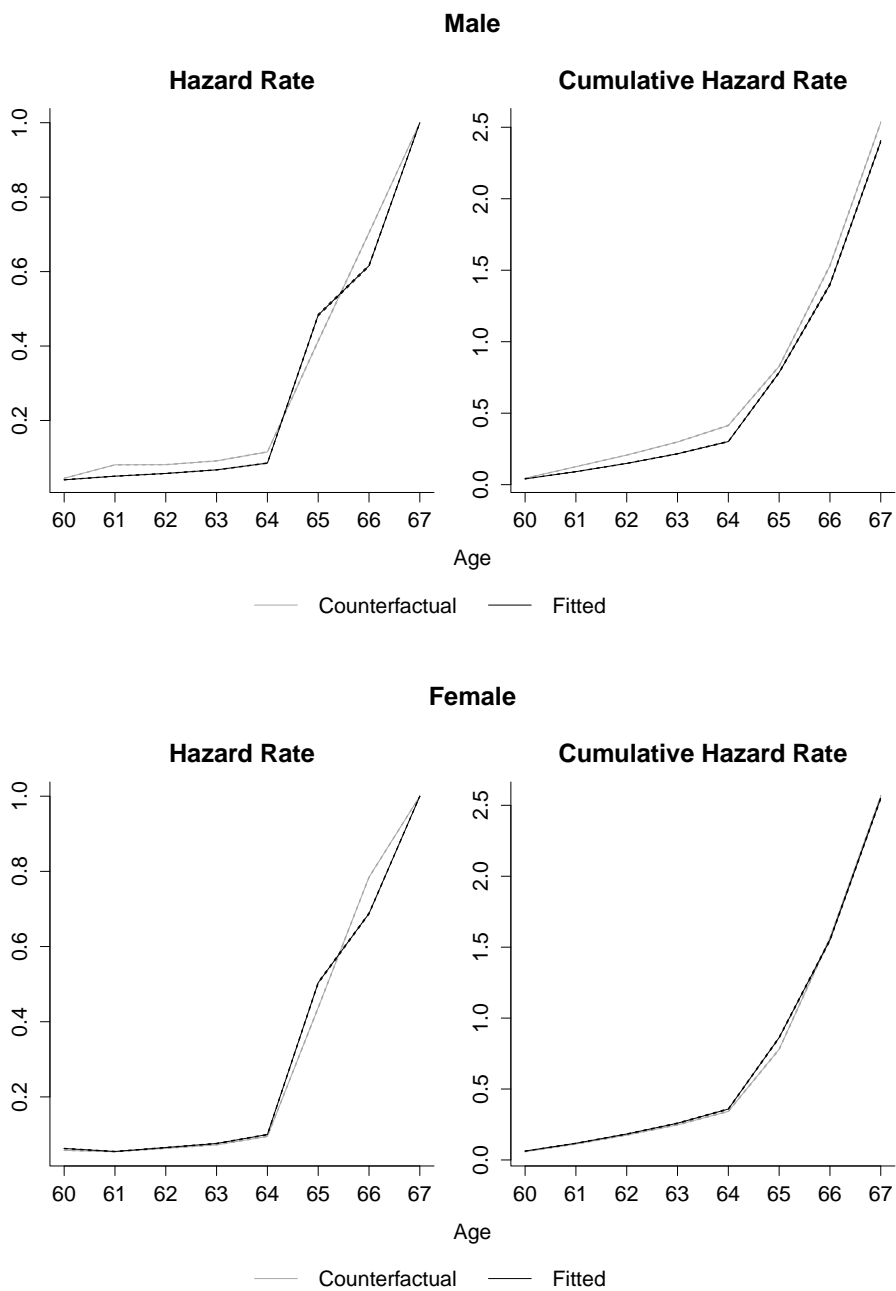 Male
Hazard Rate
Cumulative Hazard Rate
1.0
0.8
0.6
0.4
0.2
60 61 62 63 64 65 66 67
2.5
2.0
1.5
1.0
0.5
0.0
60 61 62 63 64 65 66 67
Age
Counterfactual Fitted
Female
Hazard Rate
Cumulative Hazard Rate
1.0
0.8
0.6
0.4
0.2
60 61 62 63 64 65 66 67
2.5
2.0
1.5
1.0
0.5
0.0
60 61 62 63 64 65 66 67
Age
Counterfactual Fitted